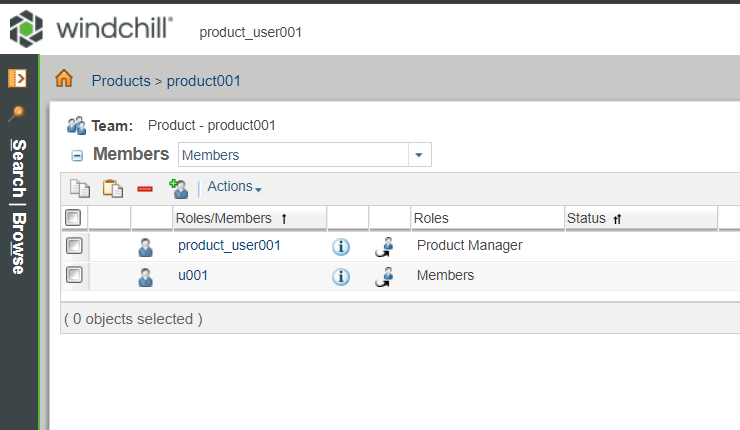 windchill product_user001
Products > product001
Search | Browse
Team: Product - product001
Members Members
Actions
Roles/Members Roles Status
product_user001 Product Manager
u001 Members
( 0 objects selected )